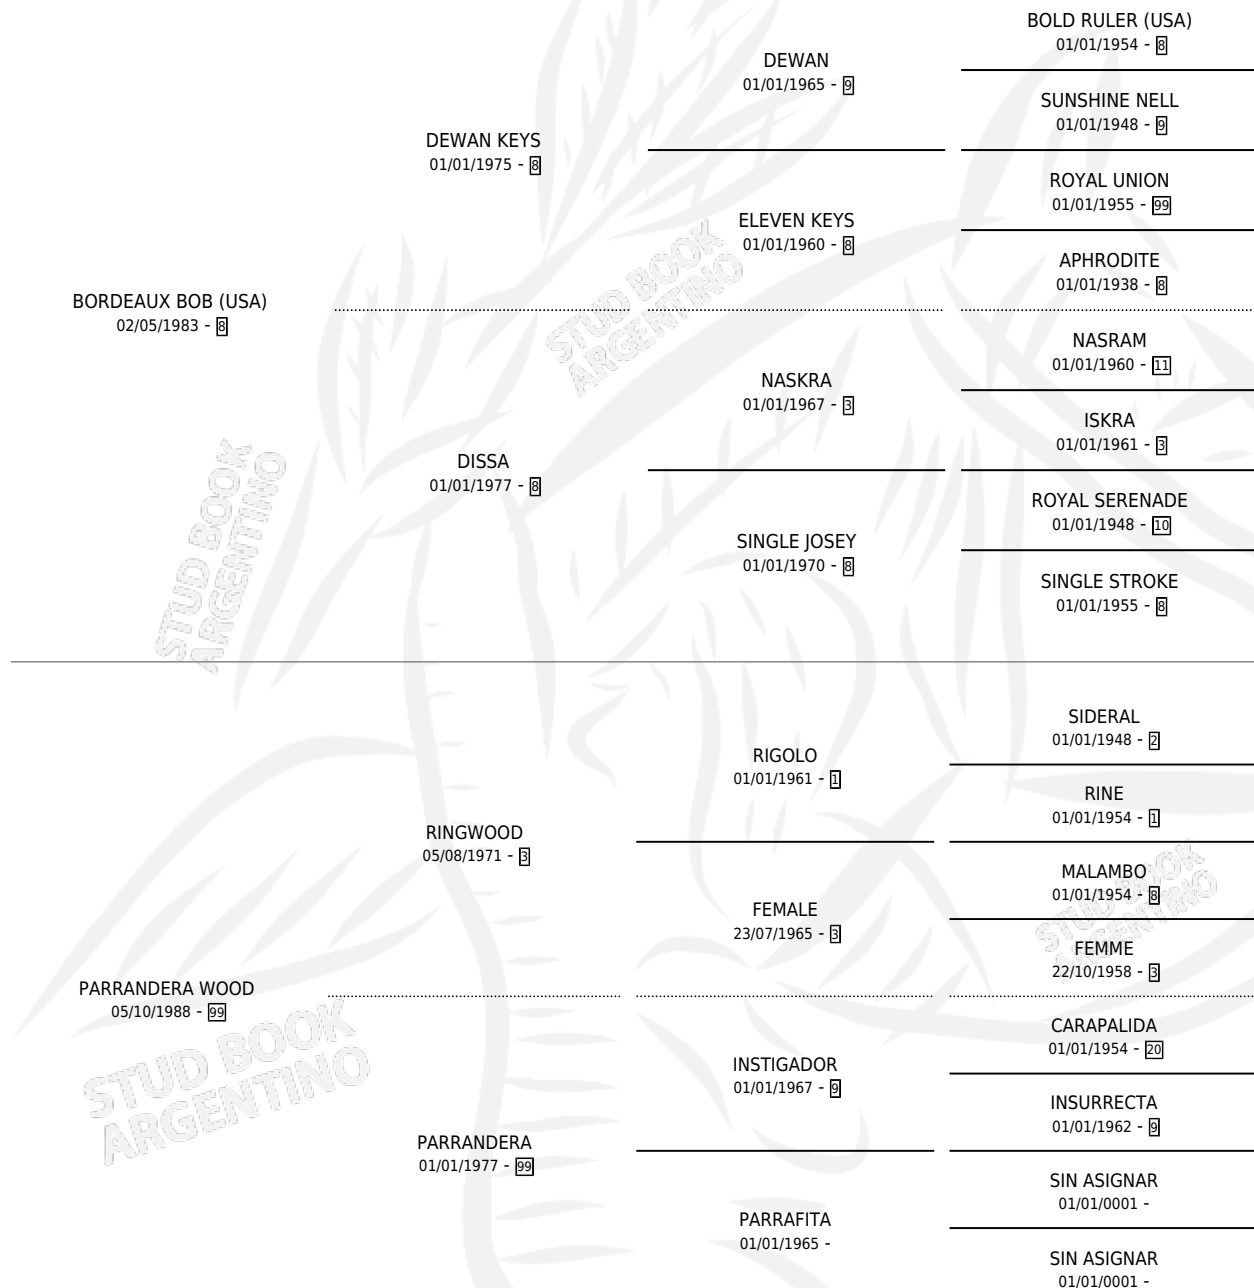 BOLD RULER (USA)
01/01/1954 - 8
DEWAN
01/01/1965 - 9
SUNSHINE NELL
01/01/1948 - 9
DEWAN KEYS
01/01/1975 - 8
ROYAL UNION
01/01/1955 - 99
ELEVEN KEYS
01/01/1960 - 8
APHRODITE
01/01/1938 - 8
BORDEAUX BOB (USA)
02/05/1983 - 8
STUD BOOK
ARGENTINO
NASRAM
01/01/1960 - 11
NASKRA
01/01/1967 - 3
ISKRA
01/01/1961 - 3
DISSA
01/01/1977 - 8
ROYAL SERENADE
01/01/1948 - 10
SINGLE JOSEY
01/01/1970 - 8
SINGLE STROKE
01/01/1955 - 8
STUD BOOK
ARGENTINO
SIDERAL
01/01/1948 - 2
RIGOLO
01/01/1961 - 1
RINE
01/01/1954 - 1
RINGWOOD
05/08/1971 - 3
MALAMBO
01/01/1954 - 8
STUD BOOK
ARGENTINO
FEMALE
23/07/1965 - 3
FEMME
22/10/1958 - 3
PARRANDERA WOOD
05/10/1988 - 99
STUD BOOK
ARGENTINO
CARAPALIDA
01/01/1954 - 20
INSTIGADOR
01/01/1967 - 9
INSURRECTA
01/01/1962 - 9
PARRANDERA
01/01/1977 - 99
SIN ASIGNAR
01/01/0001 -
PARRAFITA
01/01/1965 -
SIN ASIGNAR
01/01/0001 -